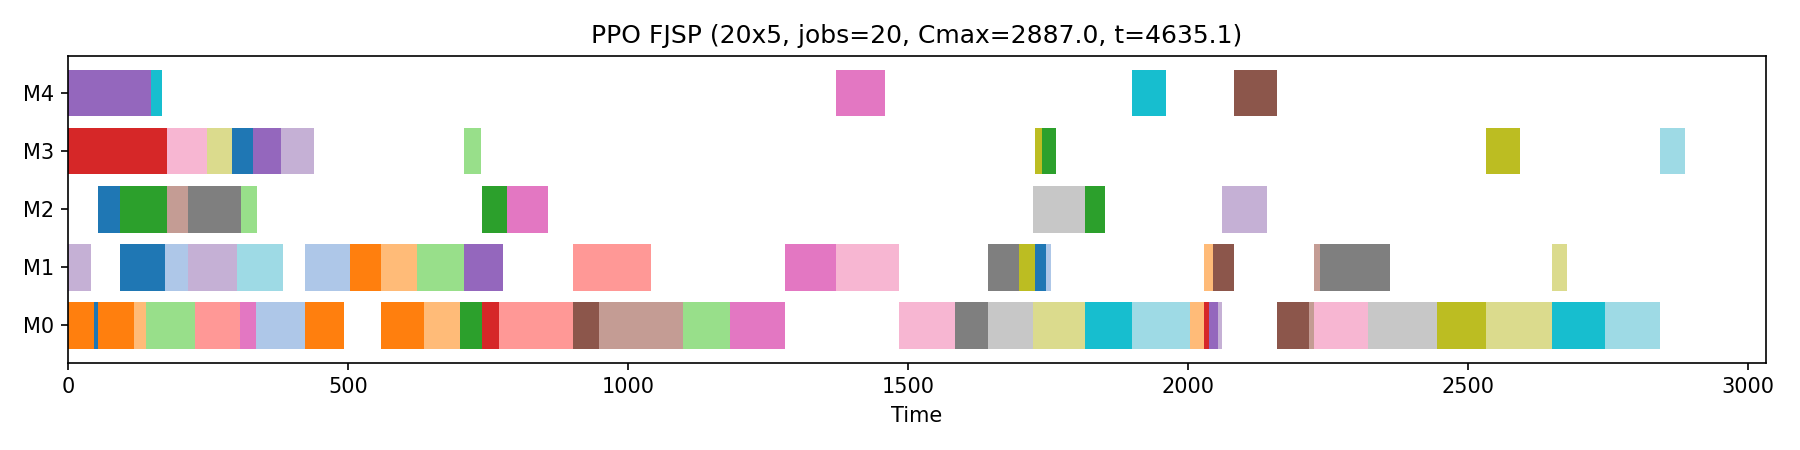 PPO FJSP (20x5, jobs=20, Cmax=2887.0, t=4635.1)
M4
M3
M2
M1
M0
0 500 1000 1500 2000 2500 3000
Time